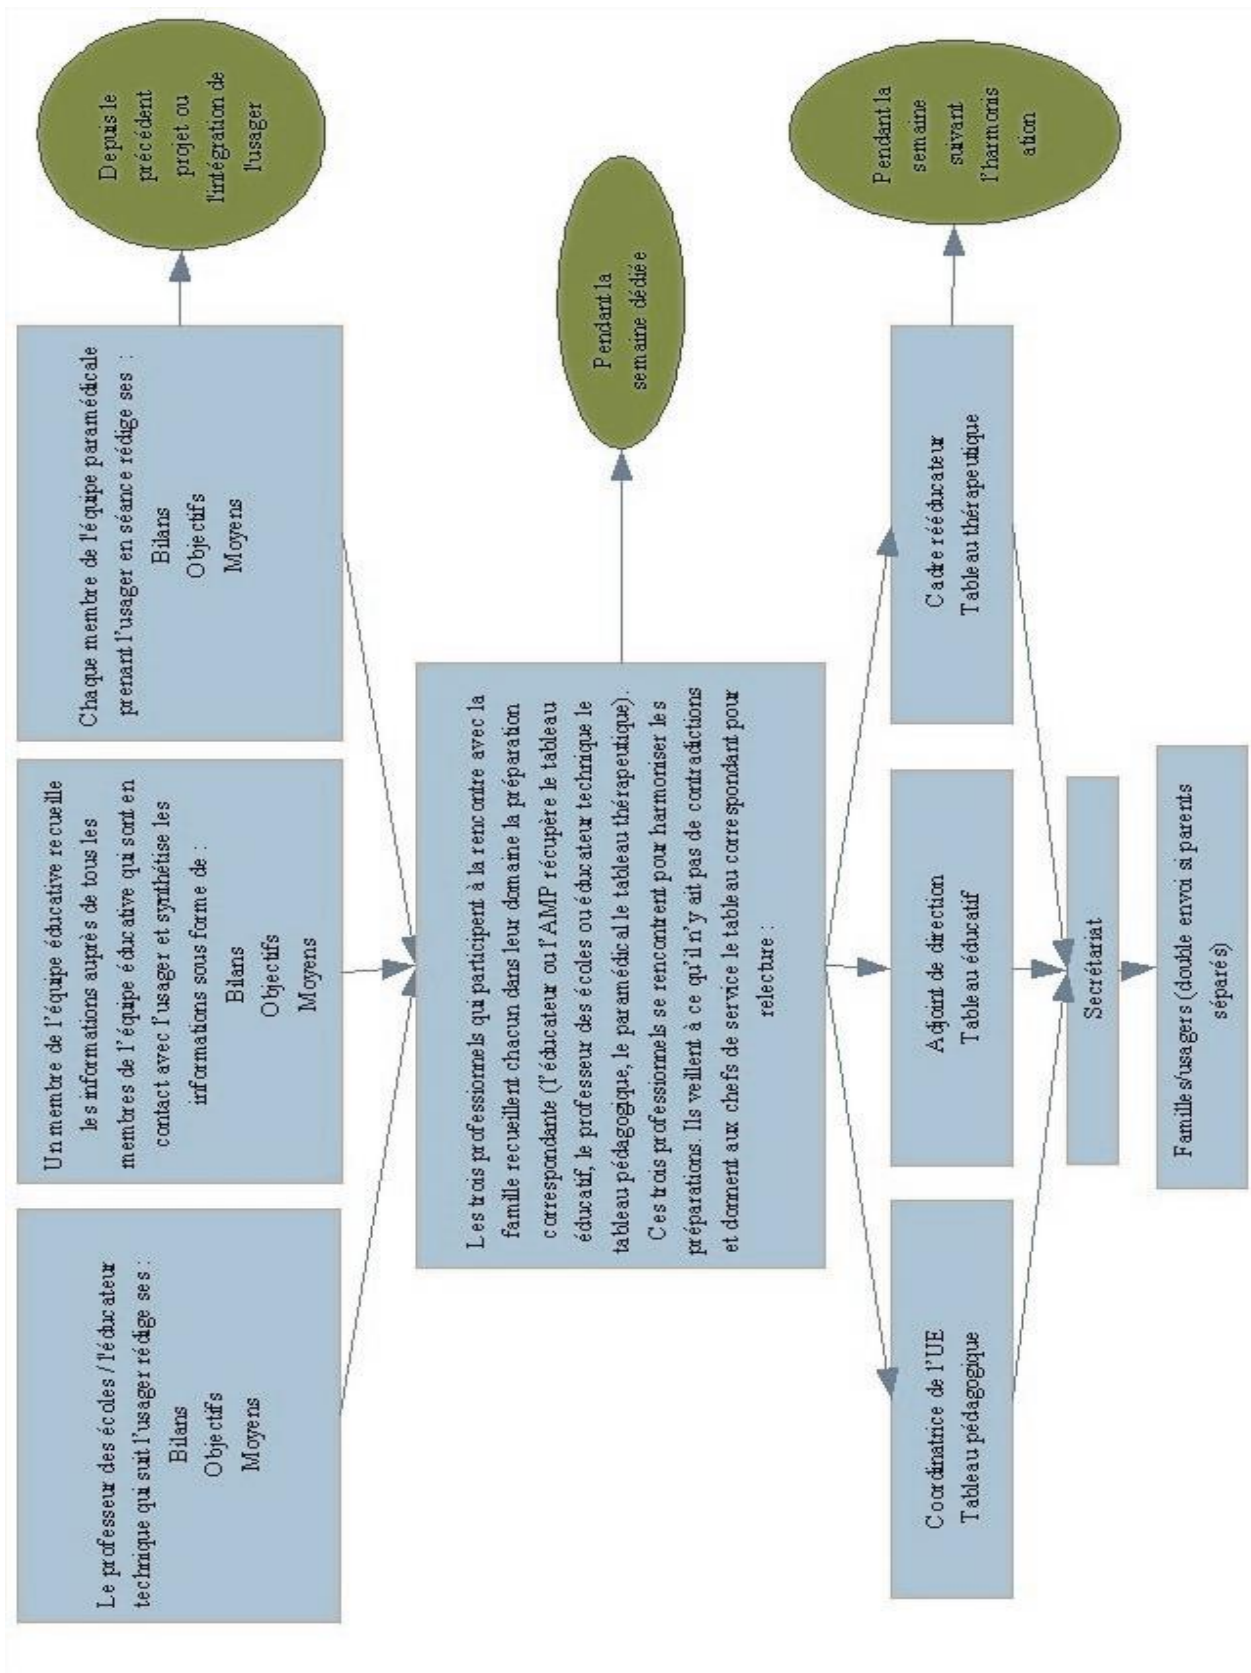 Le professeur des écoles / l'éducateur
technique qui suit l'usager rédige ses :
Bilans
Objectifs
Moyens
Un membre de l'équipe éducative recueille
les informations auprès de tous les
membres de l'équipe éducative qui sont en
contact avec l'usager et synthétise les
informations sous forme de :
Bilans
Objectifs
Moyens
Chaque membre de l'équipe paramédicale
prenant l'usager en séance rédige ses :
Bilans
Objectifs
Moyens
Depuis le
précédent
projet ou
l'intégration de
l'usager
Les trois professionnels qui participent à la rencontre avec la
famille recueillent chacun dans leur domaine la préparation
correspondante (l'éducateur ou l'AMP récupère le tableau
éducatif, le professeur des écoles ou éducateur technique le
tableau pédagogique, le paramédical le tableau thérapeutique).
Ces trois professionnels se rencontrent pour harmoniser les
préparations. Ils veillent à ce qu'il n'y ait pas de contradictions
et donnent aux chefs de service le tableau correspondant pour
relecture :
Pendant la
semaine dédiée
Coordinatrice de l'UE
Tableau pédagogique
Adjoint de direction
Tableau éducatif
Cadre rééducateur
Tableau thérapeutique
Pendant la
semaine
suivant
l'harmonis
ation
Secrétariat
Familles/usagers (double envoi si parents
séparés)